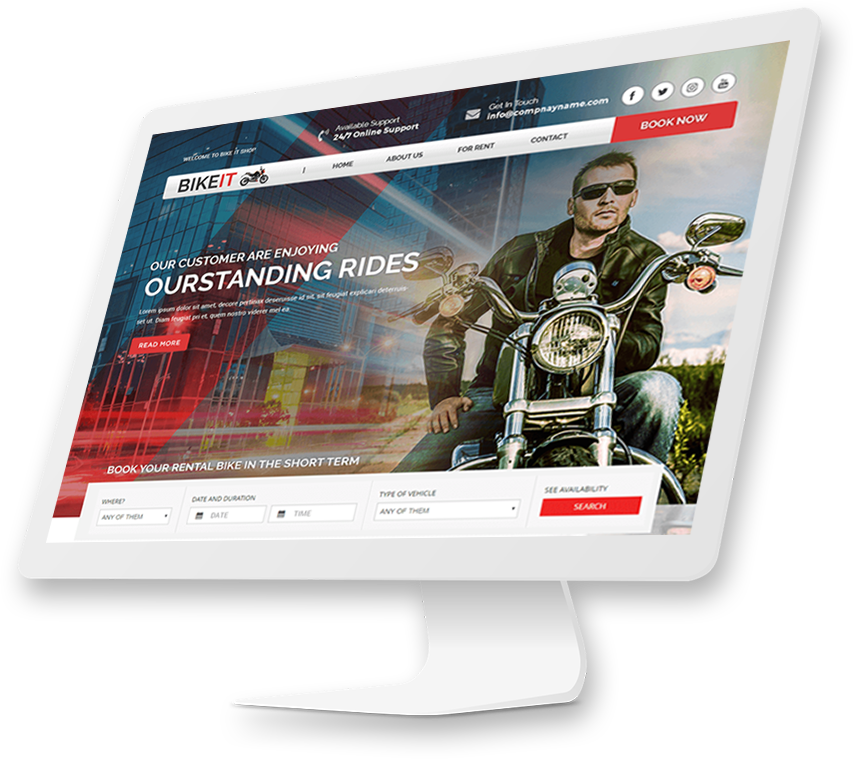 WELCOME TO BIKE IT SHOP
Available Support
24/7 Online Support
Get In Touch
info@compnayname.com
BIKEIT
HOME
ABOUT US
FOR RENT
CONTACT
BOOK NOW
OUR CUSTOMER ARE ENJOYING
OURSTANDING RIDES
Lorem ipsum dolor sit amet, decore pertinax deseruisse id sit, sit feugiat explicari deterruisse
set ut. Diam feugiat pri et, quem nostro viderer mel ea
READ MORE
BOOK YOUR RENTAL BIKE IN THE SHORT TERM
WHERE?
ANY OF THEM
DATE AND DURATION
DATE
TIME
TYPE OF VEHICLE
ANY OF THEM
SEE AVAILABILITY
SEARCH